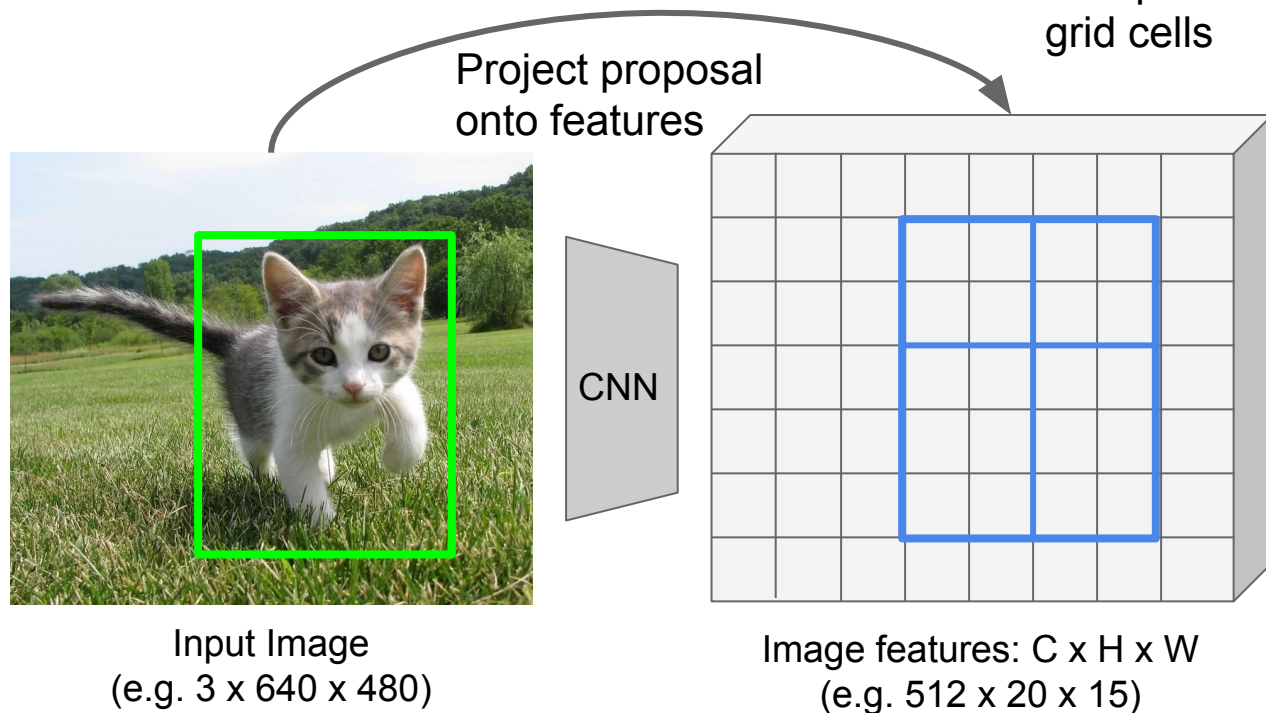 grid cells
Project proposal
onto features
CNN
Input Image
(e.g. 3 x 640 x 480)
Image features: C x H x W
(e.g. 512 x 20 x 15)